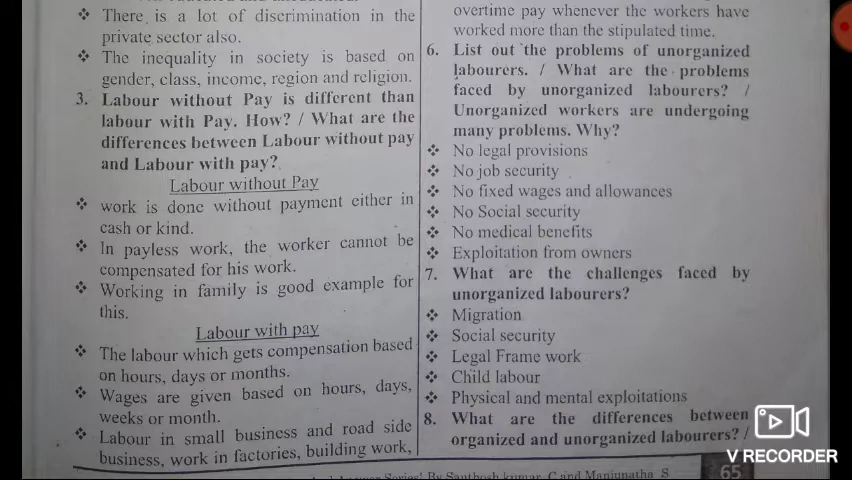 There is a lot of discrimination in the
private sector also.
The inequality in society is based on
gender, class, income, region and religion.
3. Labour without Pay is different than
labour with Pay. How? / What are the
differences between Labour without pay
and Labour with pay?
Labour without Pay
work is done without payment either in
cash or kind.
In payless work, the worker cannot be
compensated for his work.
Working in family is good example for
this.
Labour with pay
The labour which gets compensation based
on hours, days or months.
Wages are given based on hours, days,
weeks or month.
Labour in small business and road side
business, work in factories, building work,
overtime pay whenever the workers have
worked more than the stipulated time.
6. List out the problems of unorganized
labourers. / What are the problems
faced by unorganized labourers? /
Unorganized workers are undergoing
many problems. Why?
No legal provisions
No job security
No fixed wages and allowances
No Social security
No medical benefits
Exploitation from owners
7. What are the challenges faced by
unorganized labourers?
Migration
Social security
Legal Frame work
Child labour
Physical and mental exploitations
8. What are the differences between
organized and unorganized labourers? /
Series' By Santhosh kumar. C and Manjunatha S
65
V RECORDER